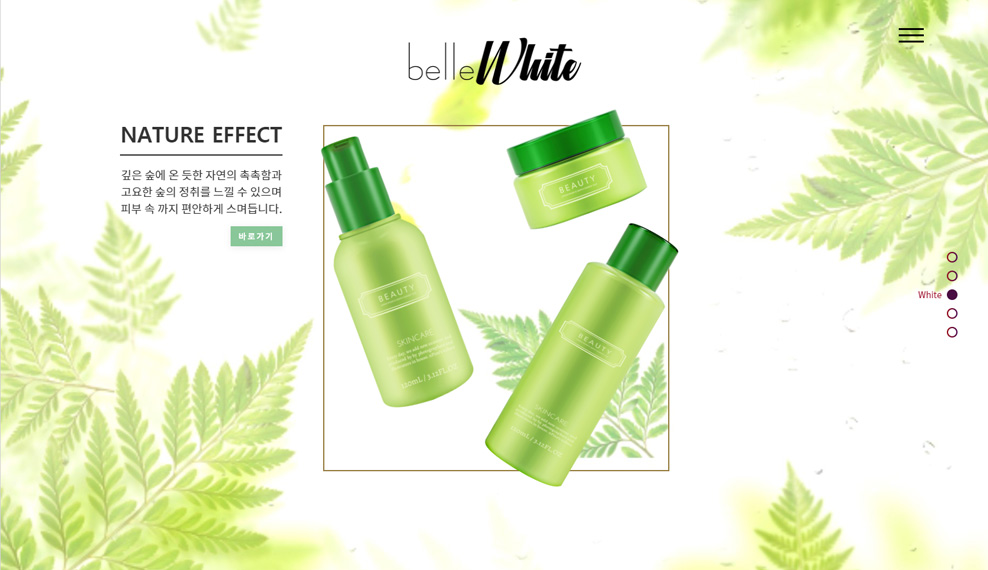 belleWhite
NATURE EFFECT
깊은 숲에 온 듯한 자연의 촉촉함과
고요한 숲의 정취를 느낄 수 있으며
피부 속 까지 편안하게 스며듭니다.
바로가기
BEAUTY
BEAUTY
SKINCARE
BEAUTY
SKINCARE
White